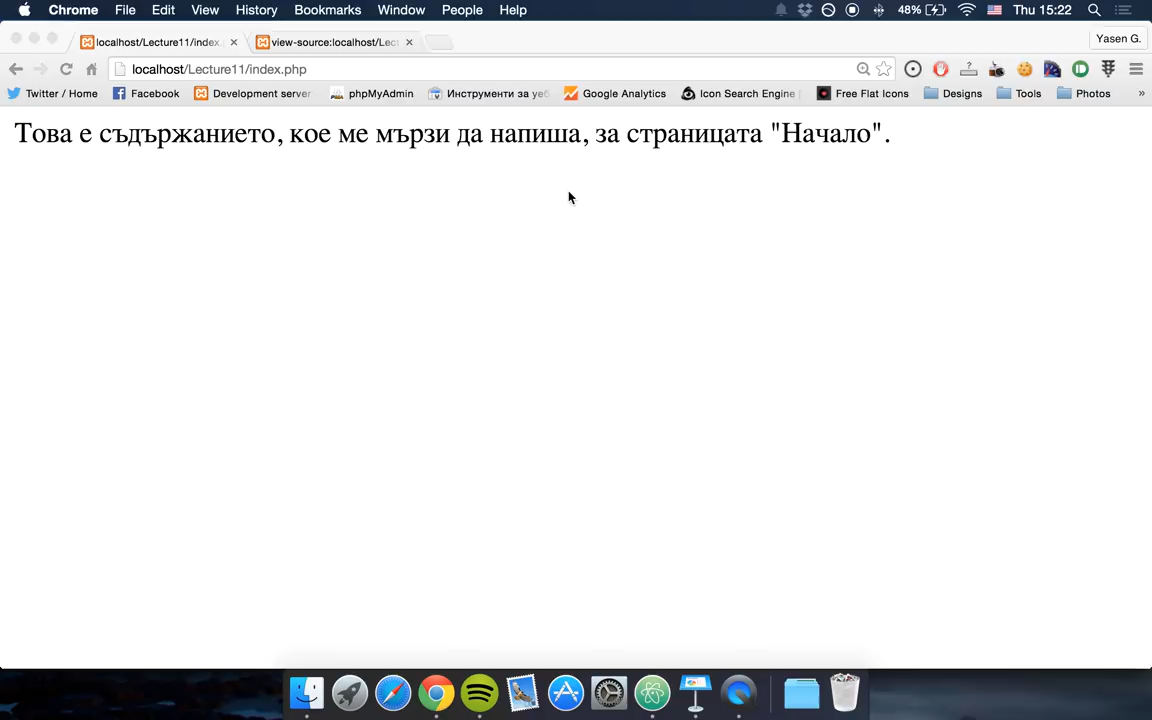 Chrome File Edit View History Bookmarks Window People Help 48% Thu 15:22
localhost/Lecture11/index. view-source:localhost/Lect Yasen G.
localhost/Lecture11/index.php
Twitter / Home Facebook Development server phpMyAdmin Инструменти за уеб Google Analytics Icon Search Engine Free Flat Icons Designs Tools Photos »
Това е съдържанието, кое ме мързи да напиша, за страницата "Начало".